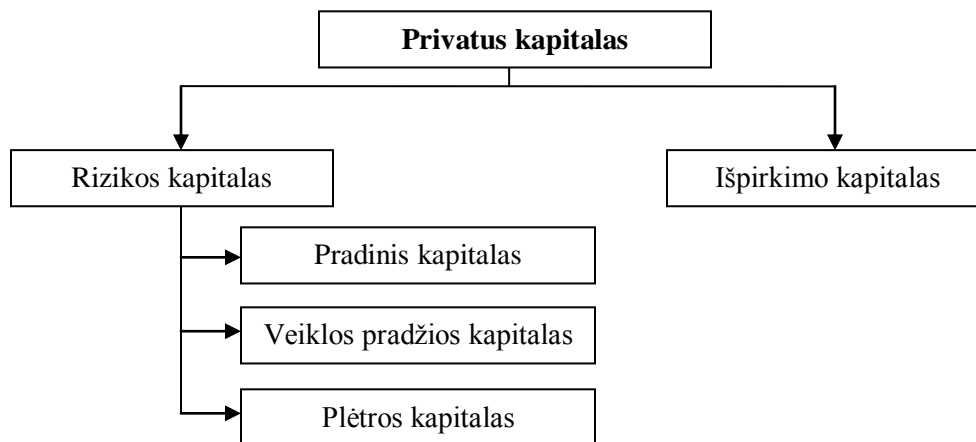 Privatus kapitalas
Rizikos kapitalas
Išpirkimo kapitalas
Pradinis kapitalas
Veiklos pradžios kapitalas
Plėtros kapitalas